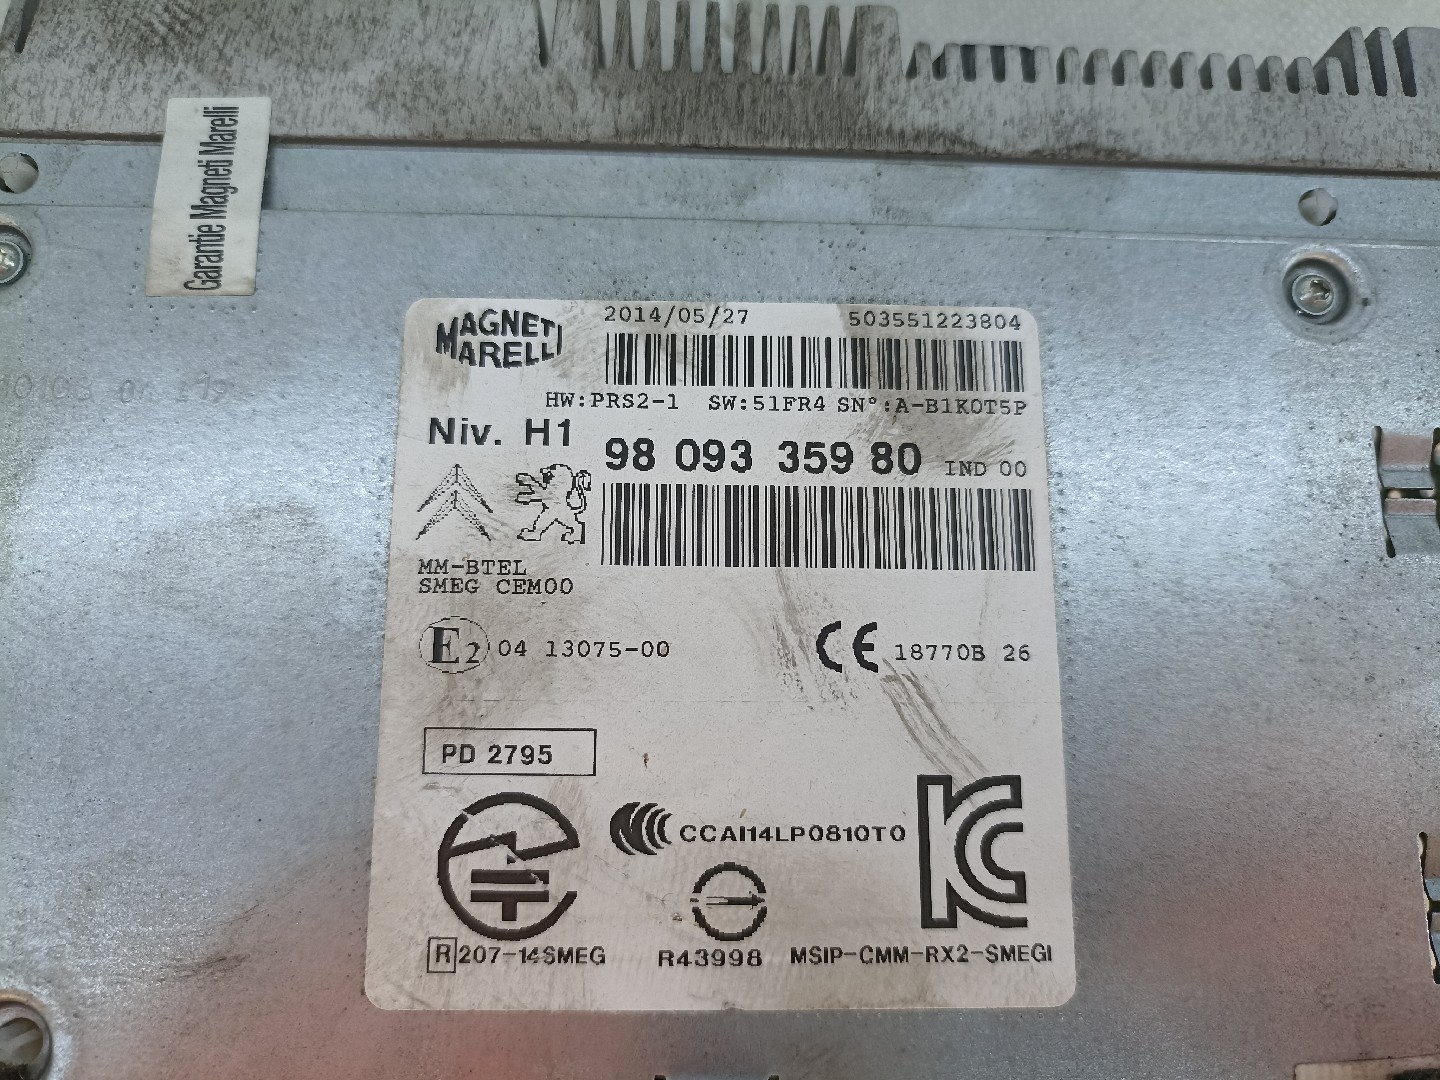 Garantie Magneti Marelli
MAGNETI
MARELLI
2014/05/27 503551223804
HW:PRS2-1 SW:51FR4 SN°:A-B1K0T5P
Niv. H1 98 093 359 80 IND 00
MM-BTEL
SMEG CEM00
E2 04 13075-00 CE 18770B 26
PD 2795
CCAI14LP0810T0
R 207-14SMEG R43998 MSIP-CMM-RX2-SMEGI